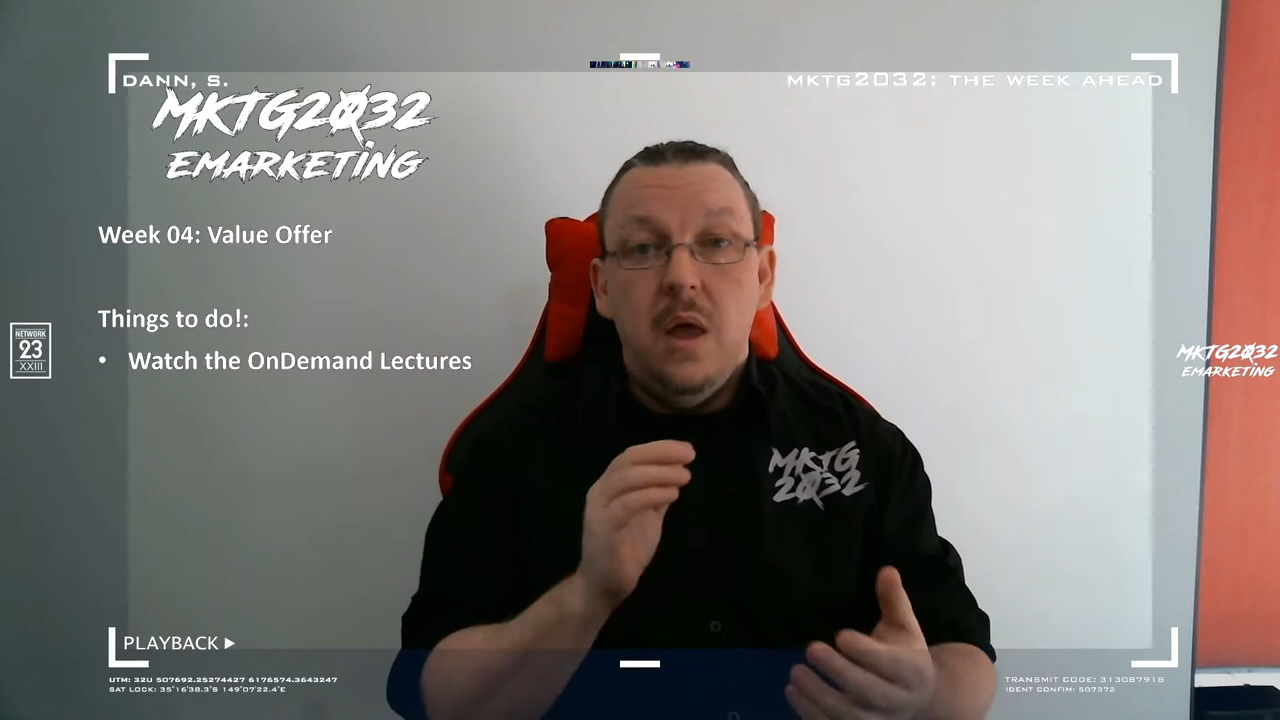 DANN, S.
MKTG2032: THE WEEK AHEAD
MKTG2032
EMARKETING
Week 04: Value Offer
Things to do!:
• Watch the OnDemand Lectures
NETWORK
23
XXIII
MKTG2032
EMARKETING
MKTG
2032
PLAYBACK
UTM: 32U 507692.25274427 6176574.3643247
SAT LOCK: 35°16'38.3"S 149°07'22.4"E
TRANSMIT CODE: 313087918
IDENT CONFIM: 507372